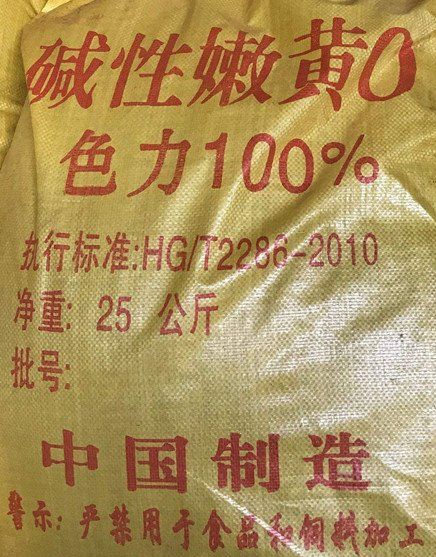 碱性嫩黄O
色力100%
执行标准:HG/T2286-2010
净重: 25 公斤
批号:
中国制造
警示: 严禁用于食品和饲料加工